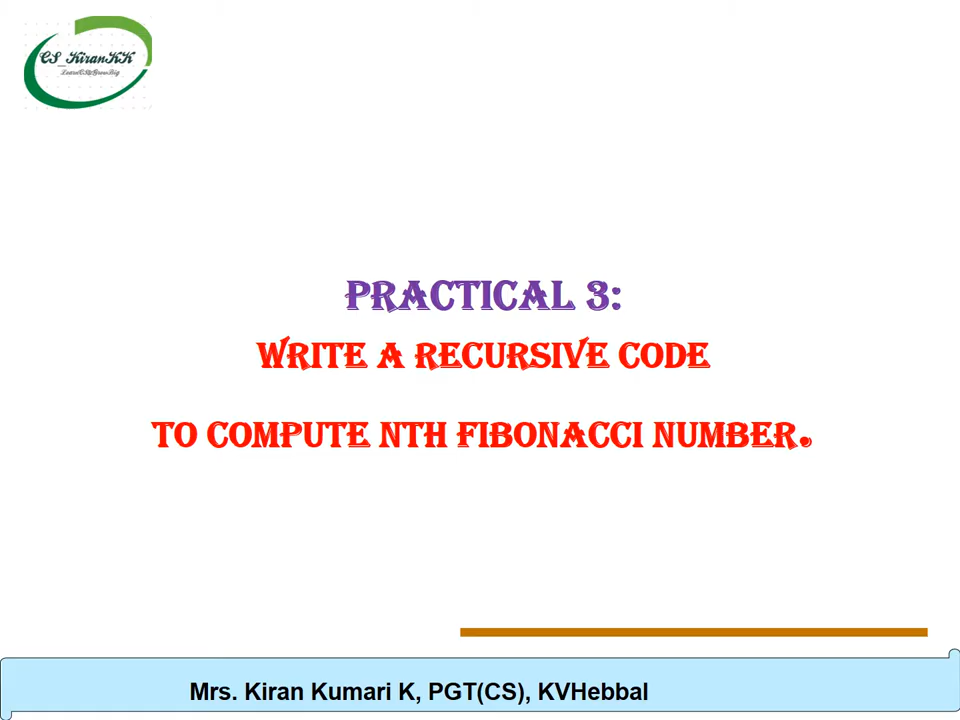 CS_KiranKK
PRACTICAL 3:
WRITE A RECURSIVE CODE
TO COMPUTE NTH FIBONACCI NUMBER.
Mrs. Kiran Kumari K, PGT(CS), KVHebbal